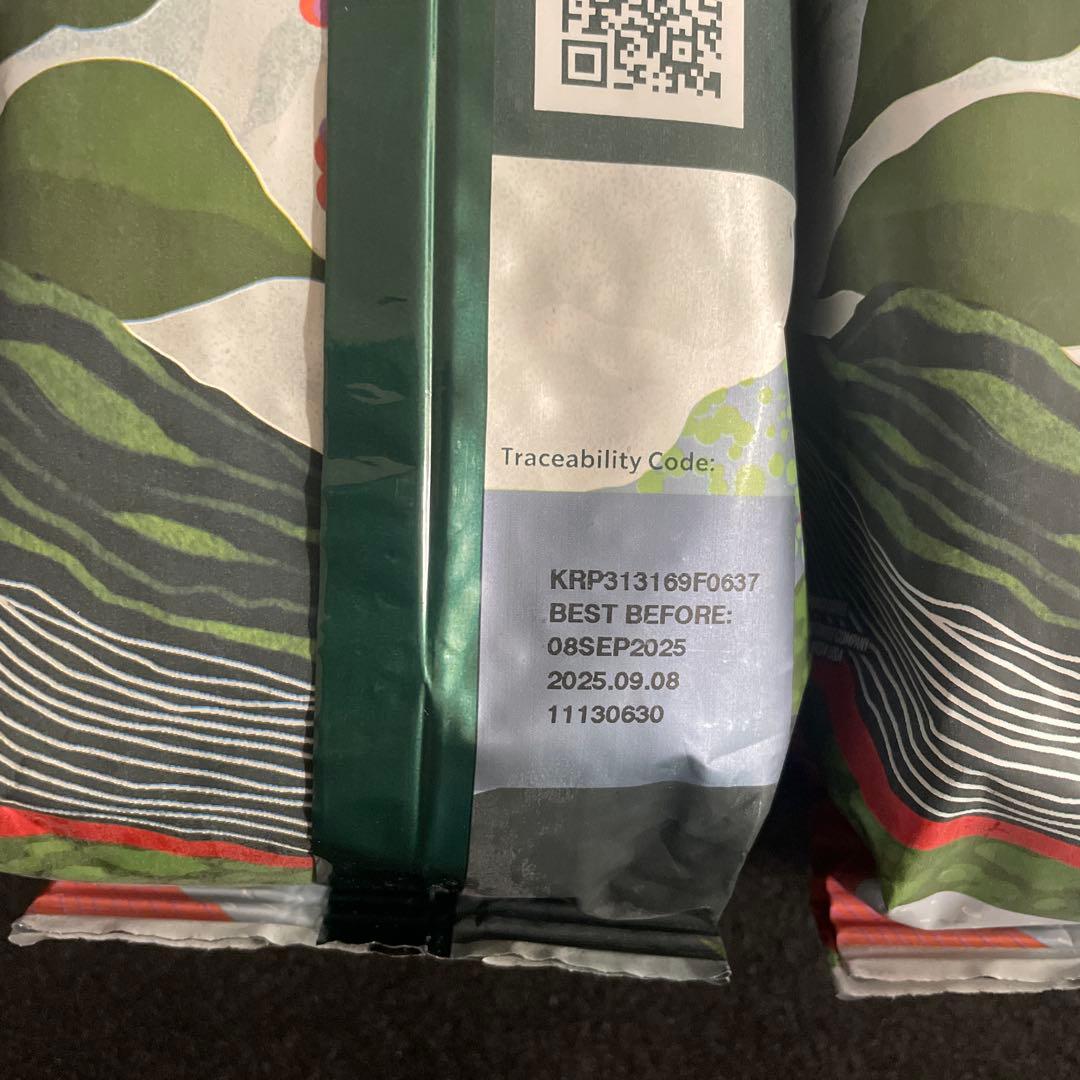 Traceability Code:
KRP313169F0637
BEST BEFORE:
08SEP2025
2025.09.08
11130630